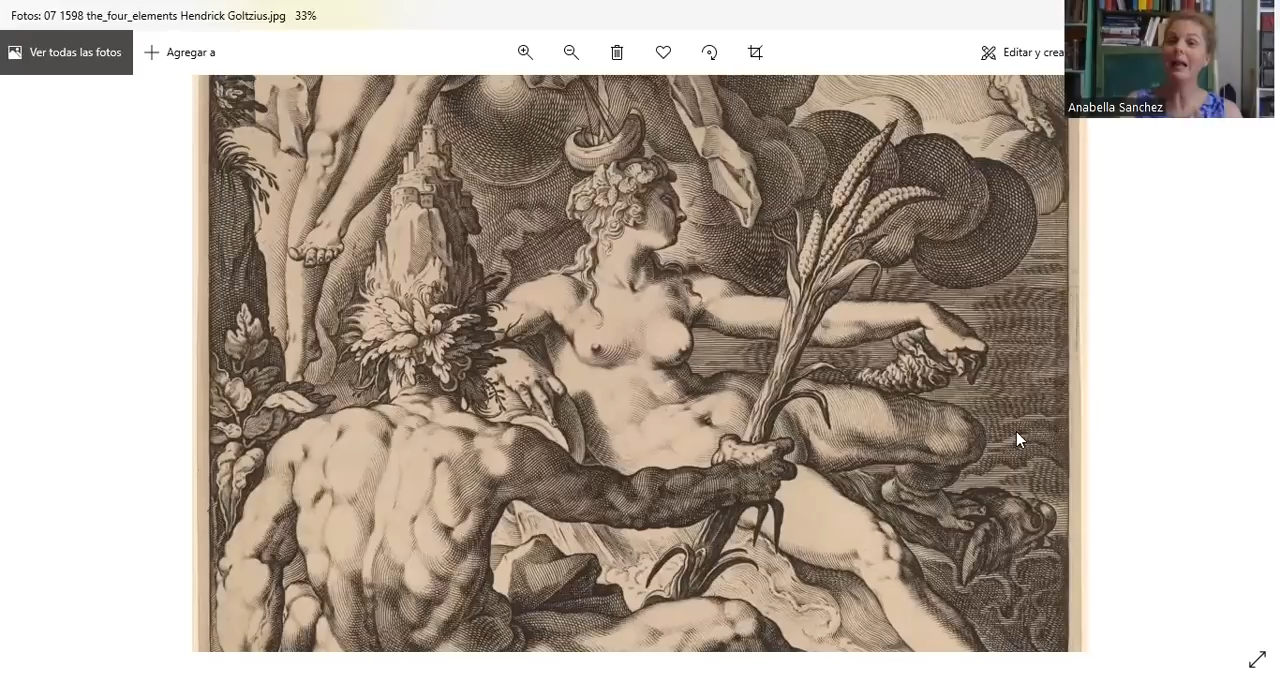 Fotos: 07 1598 the_four_elements Hendrick Goltzius.jpg 33%
Ver todas las fotos
Agregar a
Editar y crea
Anabella Sanchez